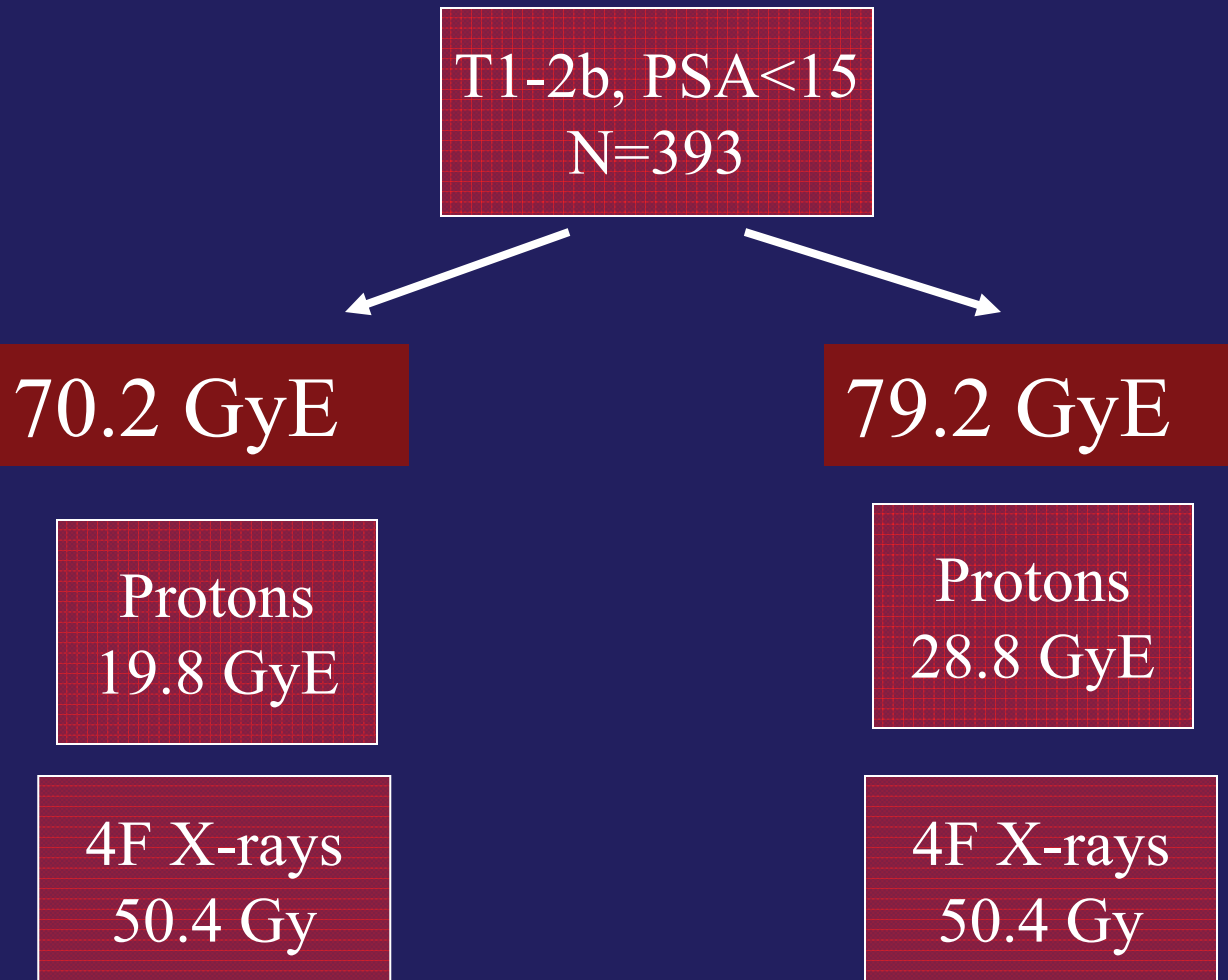 T1-2b, PSA<15
N=393
70.2 GyE
79.2 GyE
Protons
19.8 GyE
Protons
28.8 GyE
4F X-rays
50.4 Gy
4F X-rays
50.4 Gy